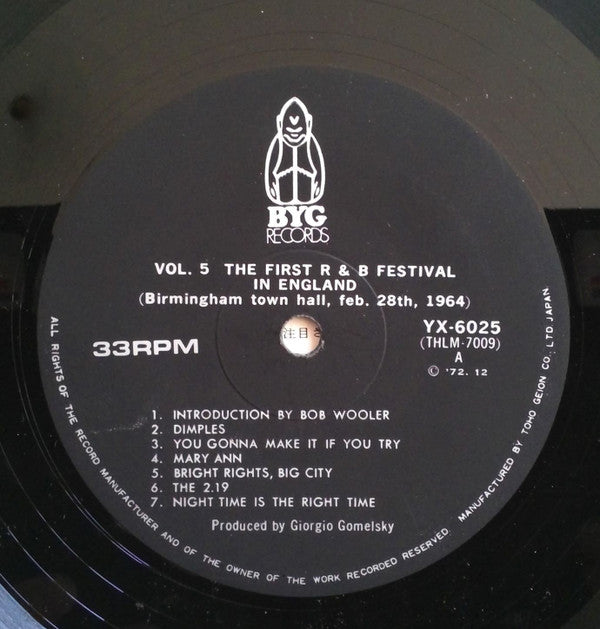 BYG
RECORDS
VOL. 5 THE FIRST R & B FESTIVAL
IN ENGLAND
(Birmingham town hall, feb. 28th, 1964)
33RPM
注目き
YX-6025
(THLM-7009)
A
© '72. 12
1. INTRODUCTION BY BOB WOOLER
2. DIMPLES
3. YOU GONNA MAKE IT IF YOU TRY
4. MARY ANN
5. BRIGHT RIGHTS, BIG CITY
6. THE 2.19
7. NIGHT TIME IS THE RIGHT TIME
Produced by Giorgio Gomelsky
ALL RIGHTS OF THE RECORD MANUFACTURER AND OF THE OWNER OF THE WORK RECORDED RESERVED. MANUFACTURED BY TOHO GEION CO., LTD. JAPAN.